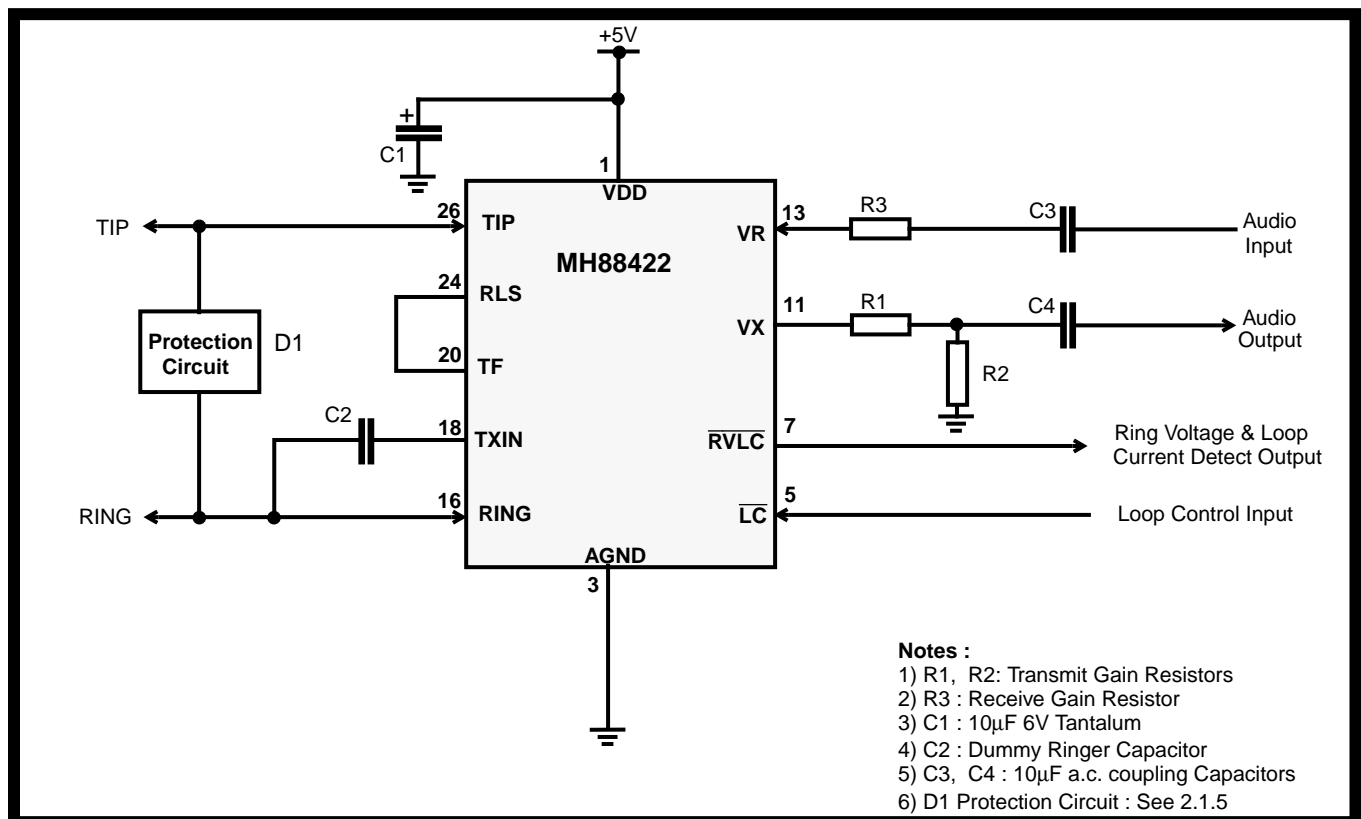 +5V
+
C1
1
VDD
TIP
26
TIP
13
VR
R3
C3
Audio
Input
MH88422
24
RLS
11
VX
R1
C4
Audio
Output
Protection
Circuit
D1
20
TF
R2
C2
18
TXIN
7
R̅V̅L̅C̅
Ring Voltage & Loop
Current Detect Output
RING
16
RING
5
L̅C̅
Loop Control Input
AGND
3
Notes :
1) R1, R2: Transmit Gain Resistors
2) R3 : Receive Gain Resistor
3) C1 : 10µF 6V Tantalum
4) C2 : Dummy Ringer Capacitor
5) C3, C4 : 10µF a.c. coupling Capacitors
6) D1 Protection Circuit : See 2.1.5